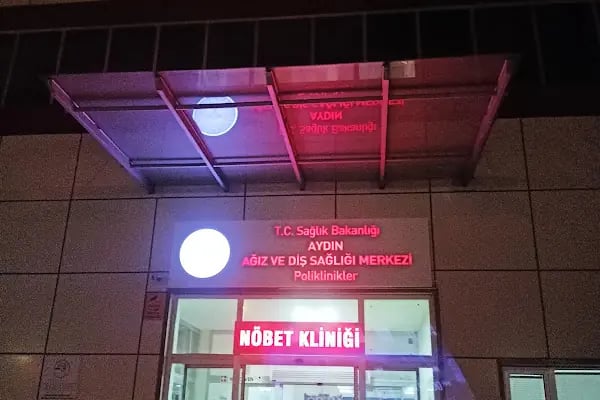 T.C. Sağlık Bakanlığı
AYDIN
AĞIZ VE DİŞ SAĞLIĞI MERKEZİ
Poliklinikler
NÖBET KLİNİĞİ